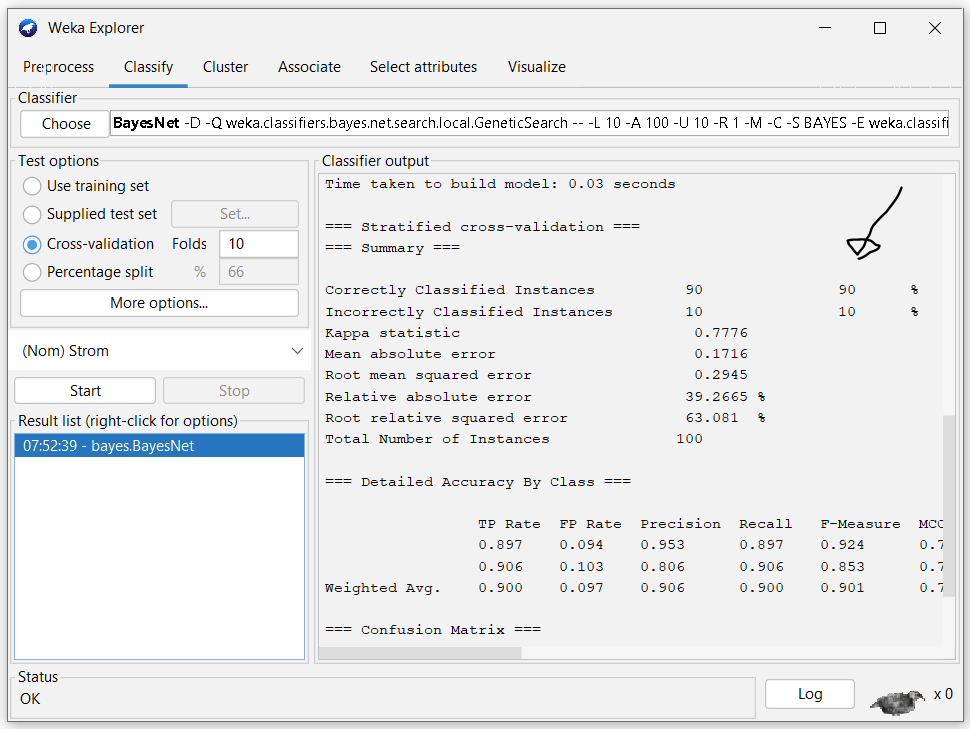 Weka Explorer
Preprocess Classify Cluster Associate Select attributes Visualize
Classifier
Choose BayesNet -D -Q weka.classifiers.bayes.net.search.local.GeneticSearch -- -L 10 -A 100 -U 10 -R 1 -M -C -S BAYES -E weka.classifi
Test options
Use training set
Supplied test set Set...
Cross-validation Folds 10
Percentage split % 66
More options...
(Nom) Strom
Start Stop
Result list (right-click for options)
07:52:39 - bayes.BayesNet
Classifier output
Time taken to build model: 0.03 seconds
=== Stratified cross-validation ===
=== Summary ===
Correctly Classified Instances 90 90 %
Incorrectly Classified Instances 10 10 %
Kappa statistic 0.7776
Mean absolute error 0.1716
Root mean squared error 0.2945
Relative absolute error 39.2665 %
Root relative squared error 63.081 %
Total Number of Instances 100
=== Detailed Accuracy By Class ===
TP Rate FP Rate Precision Recall F-Measure MCC
0.897 0.094 0.953 0.897 0.924 0.7
0.906 0.103 0.806 0.906 0.853 0.7
Weighted Avg. 0.900 0.097 0.906 0.900 0.901 0.7
=== Confusion Matrix ===
Status
OK
Log x 0